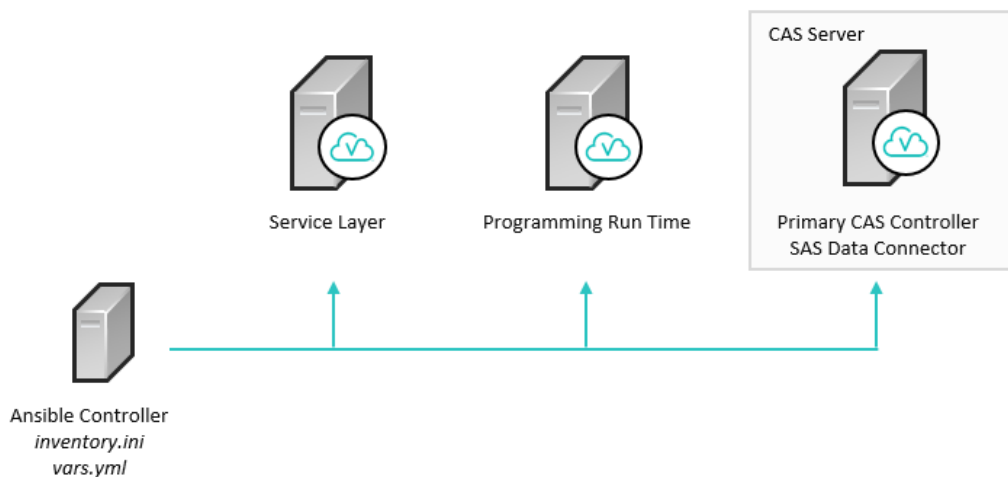 CAS Server
Service Layer
Programming Run Time
Primary CAS Controller
SAS Data Connector
Ansible Controller
inventory.ini
vars.yml